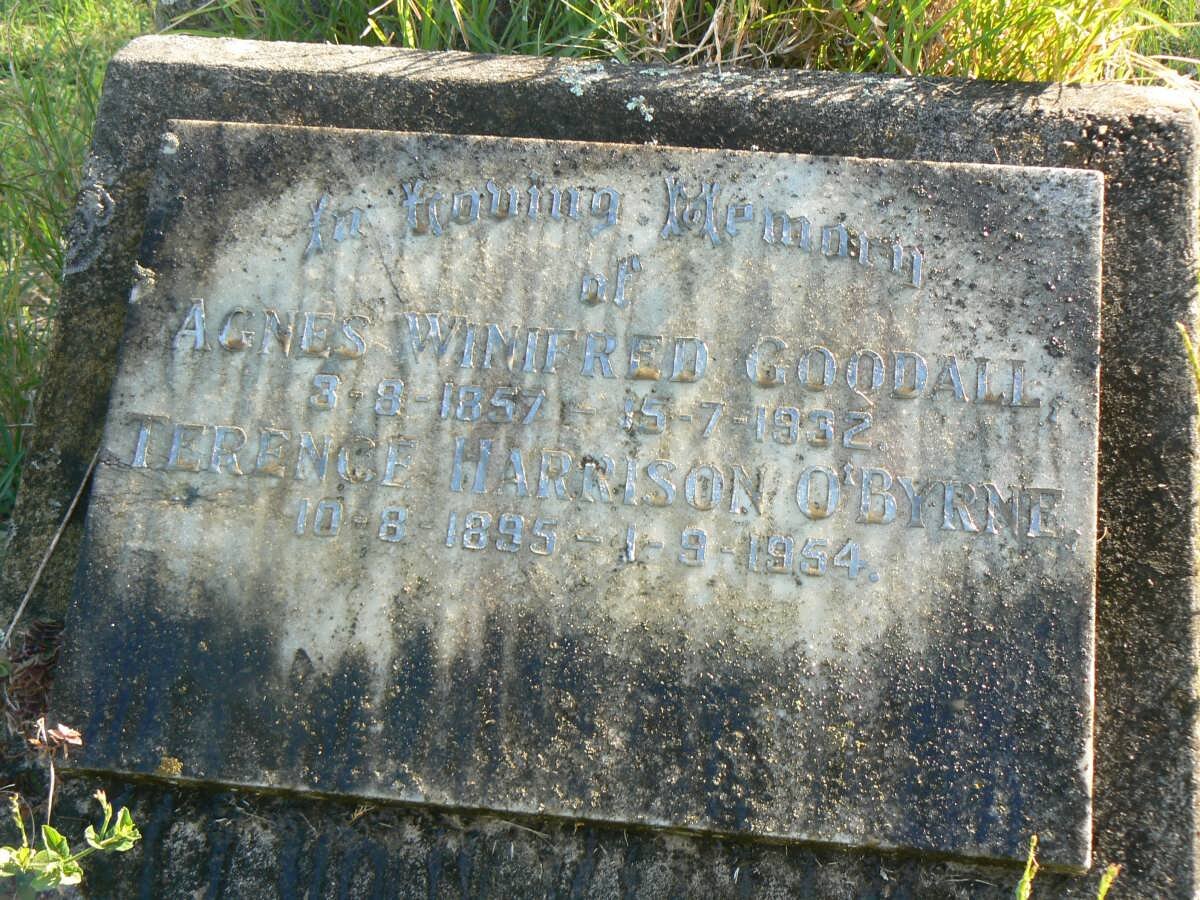 In Loving Memory
of
AGNES WINIFRED GOODALL,
3-8-1857 - 15-7-1932.
TERENCE HARRISON O'BYRNE,
10-8-1895 - 1-9-1954.